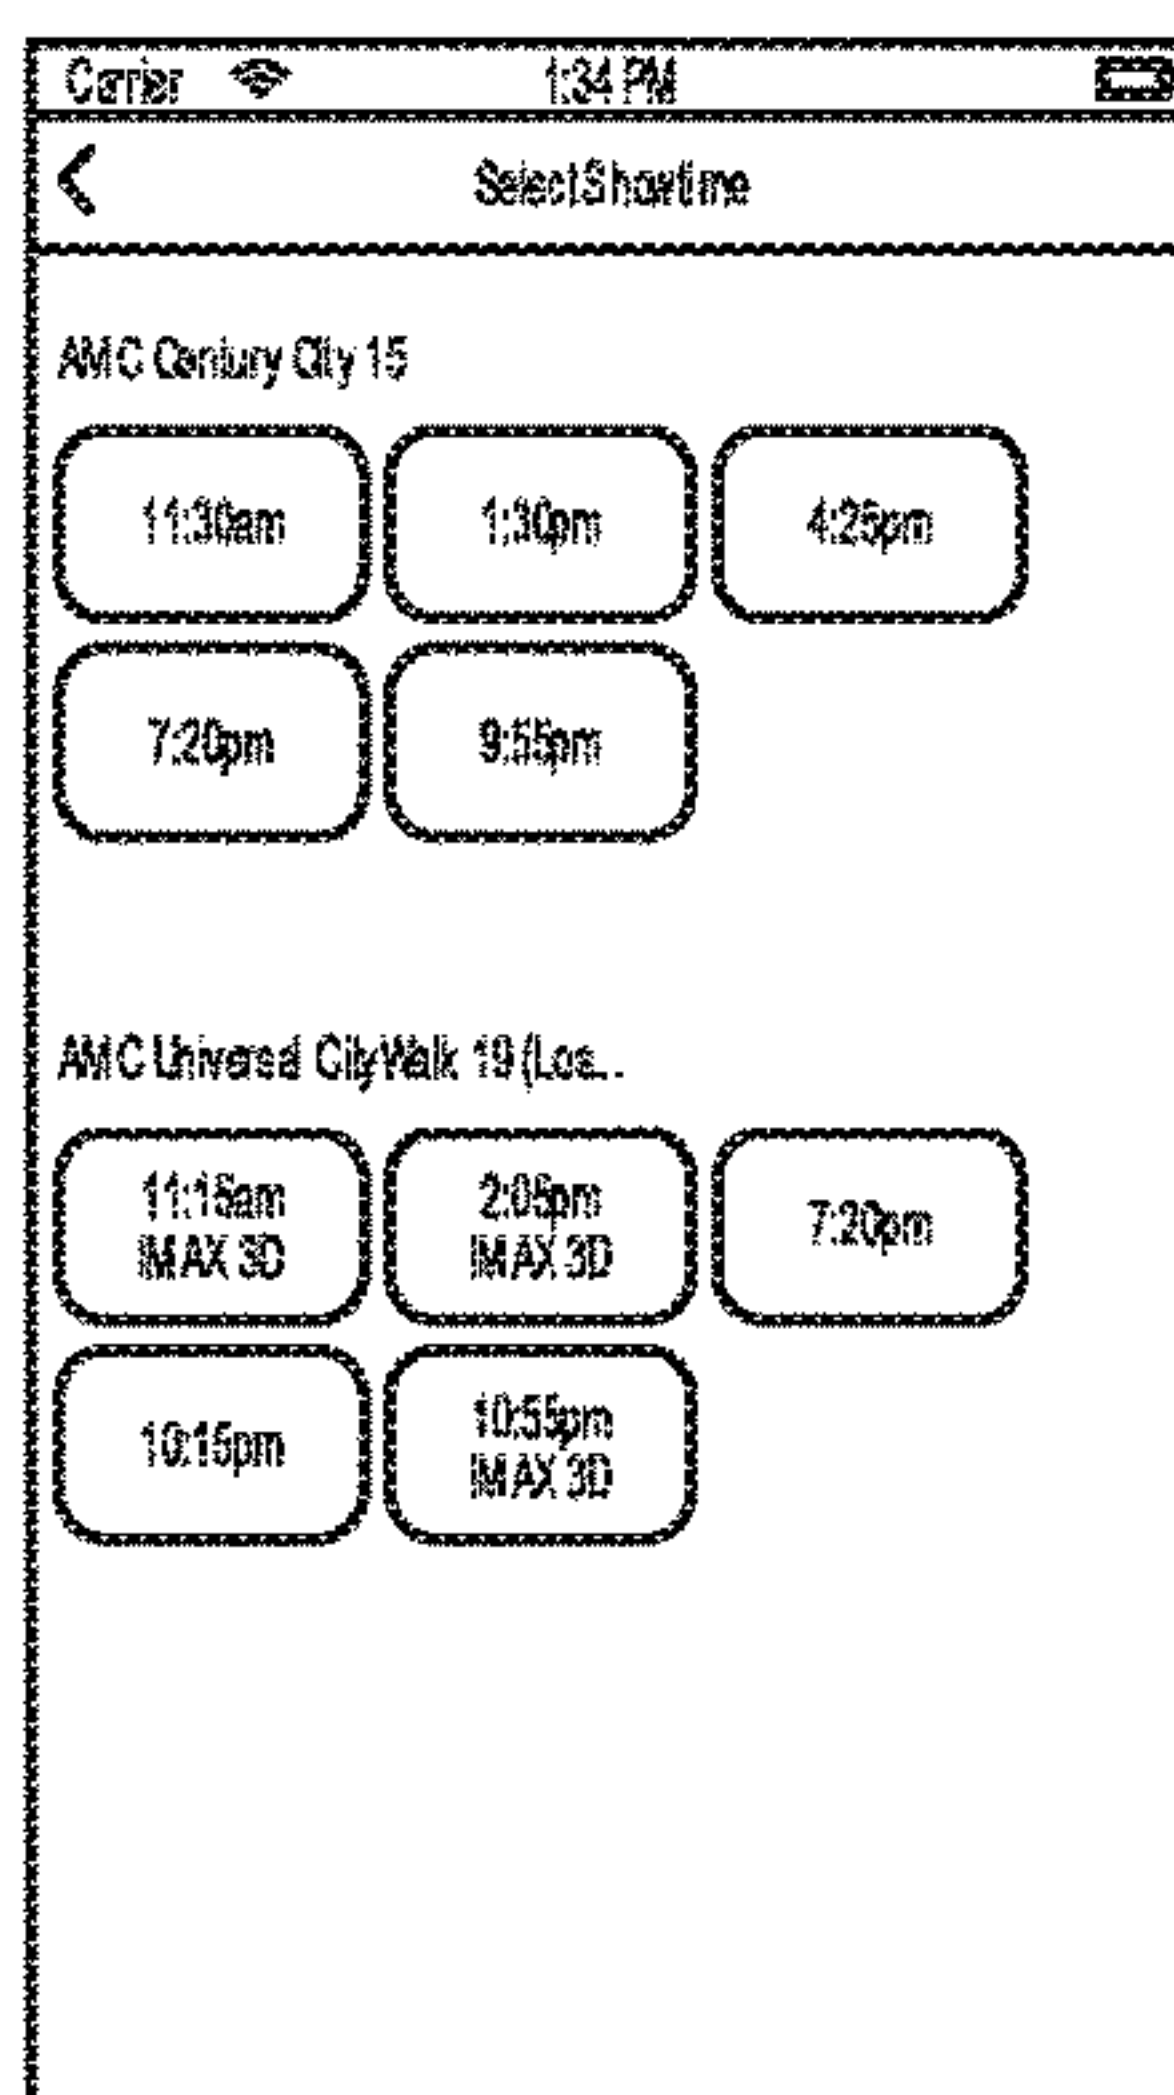 Carrier 1:34 PM
Select Showtime
AMC Century City 15
11:30am 1:30pm 4:25pm
7:20pm 9:55pm
AMC Universal CityWalk 19 (Los...
11:15am 2:05pm 7:20pm
IMAX 3D IMAX 3D
10:15pm 10:55pm
IMAX 3D